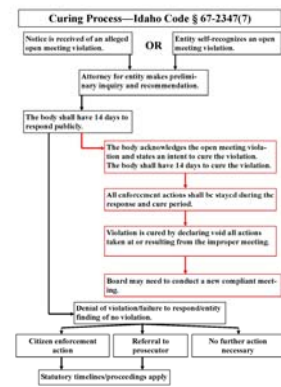 Curing Process—Idaho Code § 67-2347(7)
Notice is received of an alleged
open meeting violation.
OR
Entity self-recognizes an open
meeting violation.
Attorney for entity makes prelimi-
nary inquiry and recommendation.
The body shall have 14 days to
respond publicly.
The body acknowledges the open meeting viola-
tion and states an intent to cure the violation.
The body shall have 14 days to cure the violation.
All enforcement actions shall be stayed during the
response and cure period.
Violation is cured by declaring void all actions
taken at or resulting from the improper meeting.
Board may need to conduct a new compliant meet-
ing.
Denial of violation/failure to respond/entity
finding of no violation.
Citizen enforcement
action
Referral to
prosecutor
No further action
necessary
Statutory timelines/proceedings apply